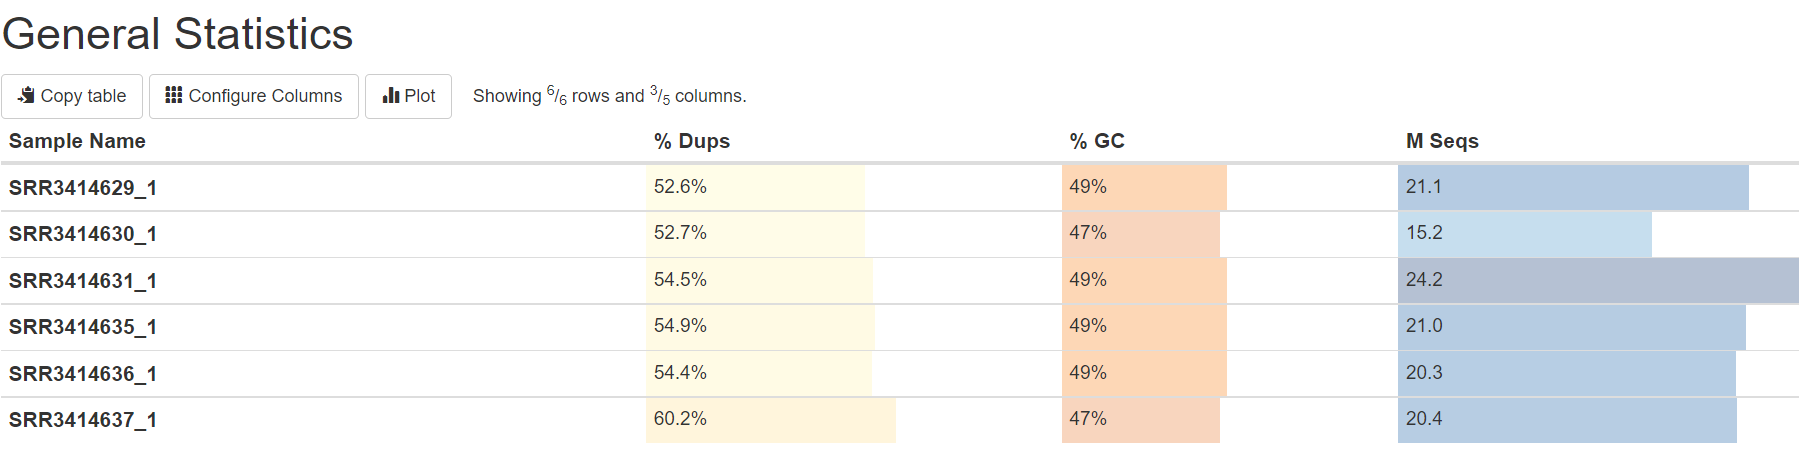 General Statistics
Copy table Configure Columns Plot Showing 6/6 rows and 3/5 columns.
Sample Name % Dups % GC M Seqs
SRR3414629_1 52.6% 49% 21.1
SRR3414630_1 52.7% 47% 15.2
SRR3414631_1 54.5% 49% 24.2
SRR3414635_1 54.9% 49% 21.0
SRR3414636_1 54.4% 49% 20.3
SRR3414637_1 60.2% 47% 20.4